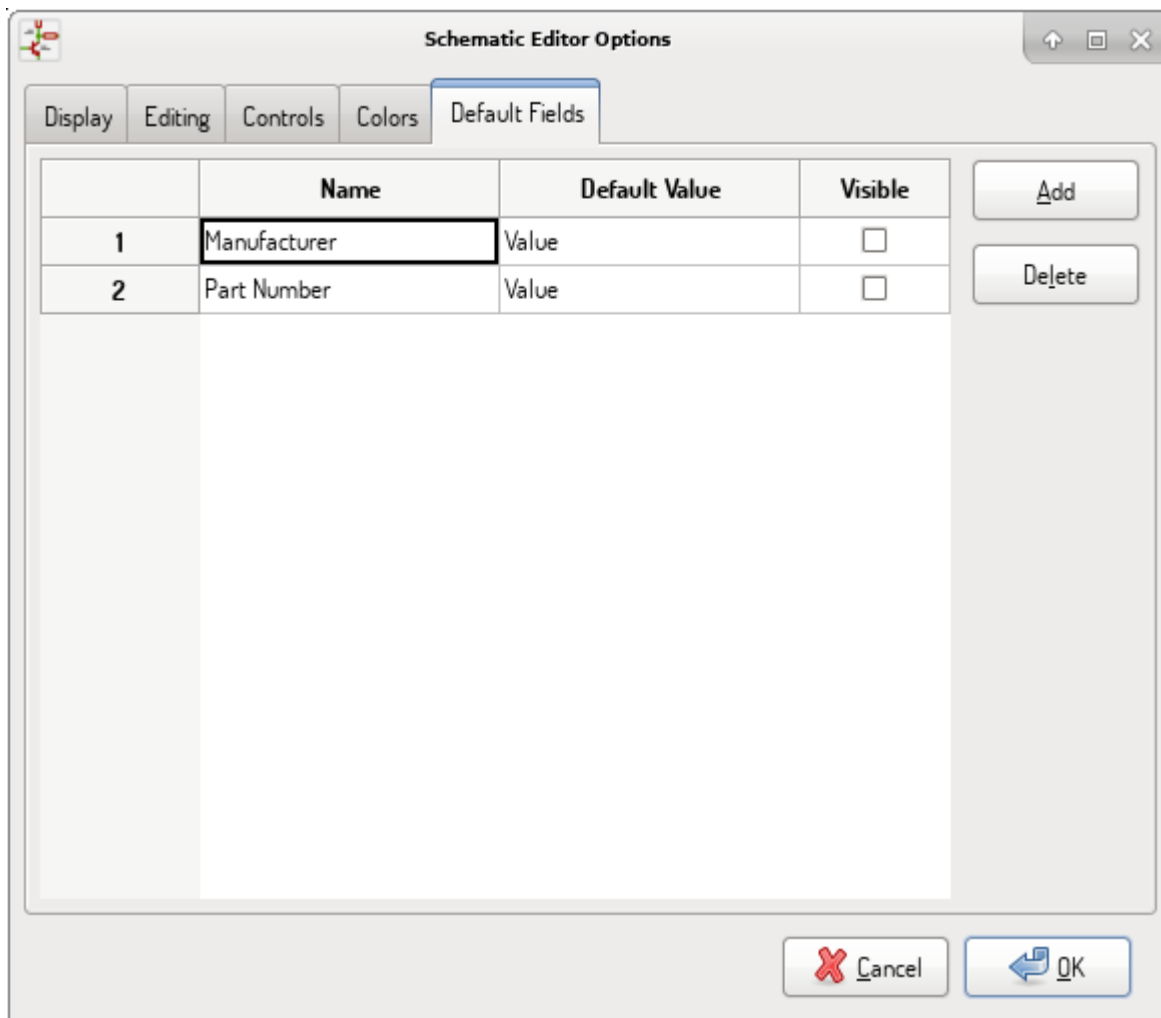 Schematic Editor Options
Display Editing Controls Colors Default Fields
Name Default Value Visible
Add
1 Manufacturer Value
2 Part Number Value
Delete
Cancel OK